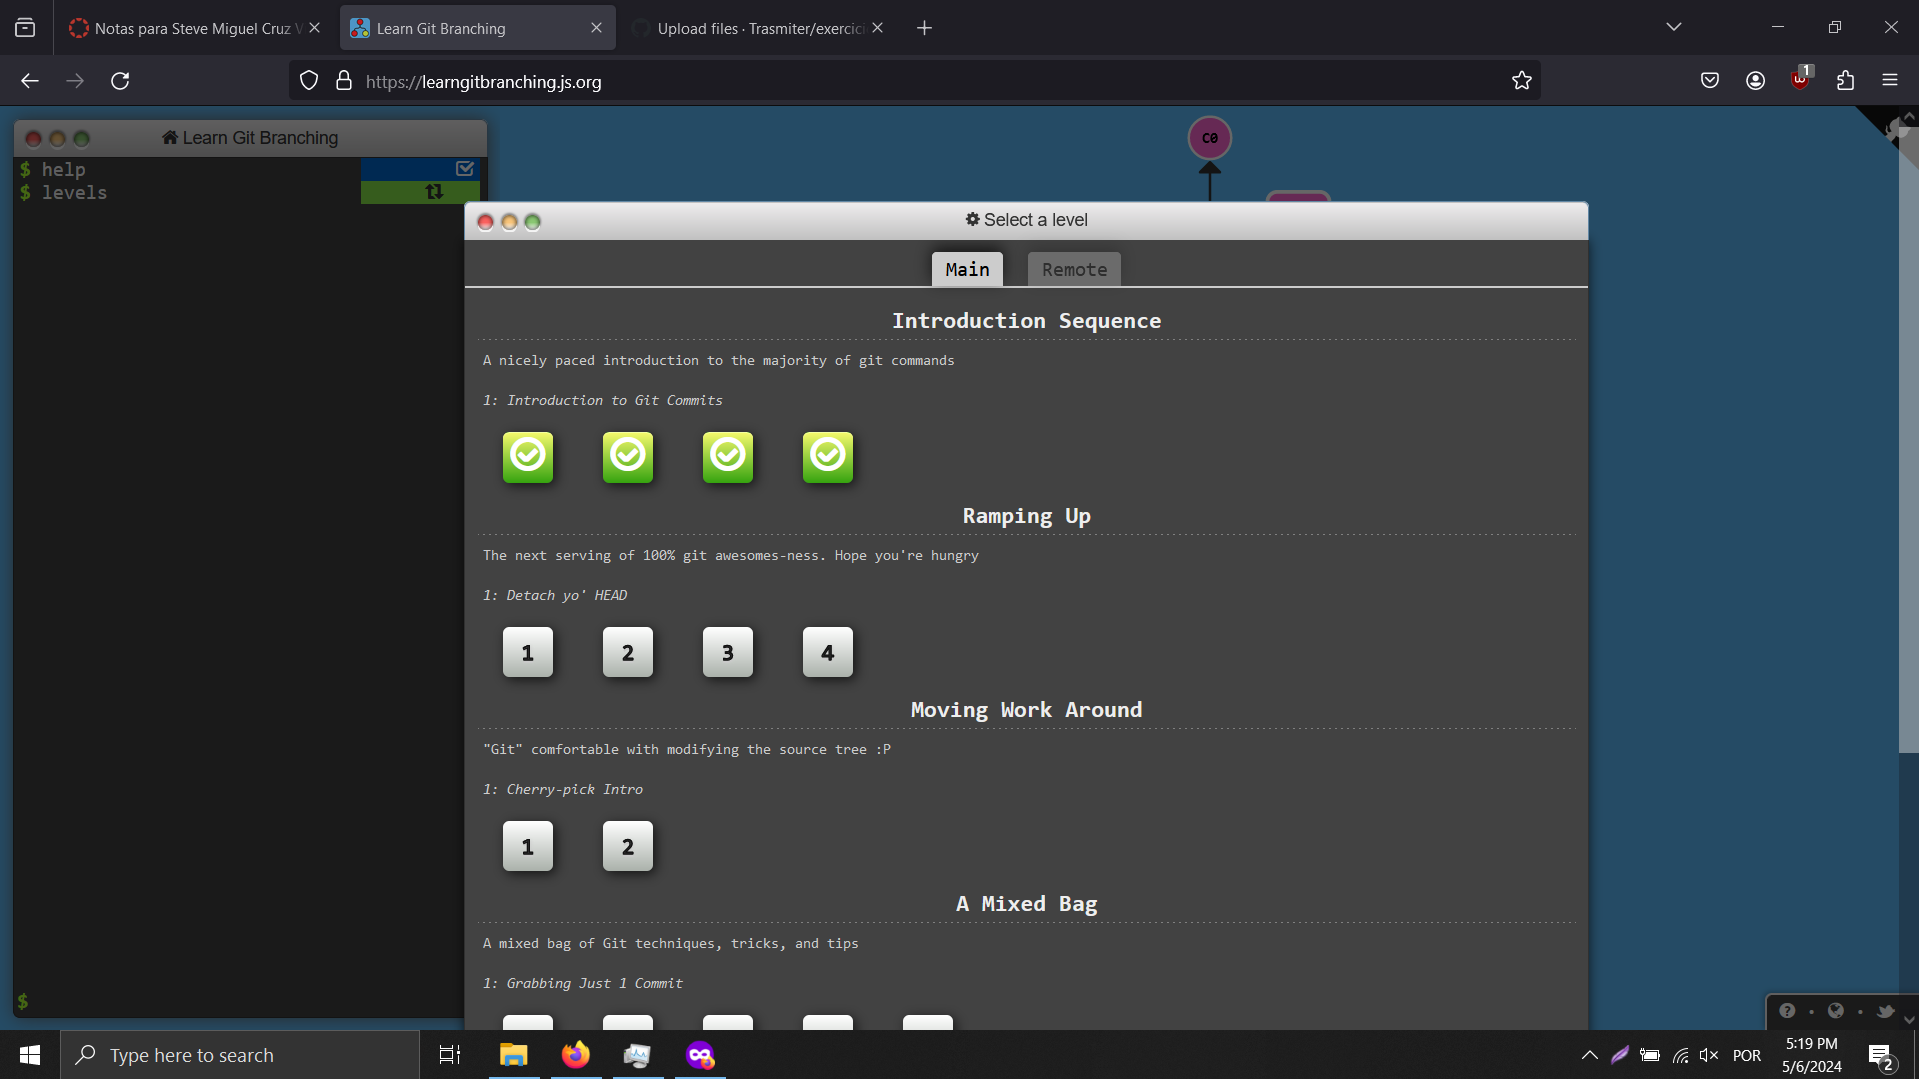 Notas para Steve Miguel Cruz V
Learn Git Branching
Upload files · Trasmiter/exercici
https://learngitbranching.js.org
1
Learn Git Branching
$ help
$ levels
C0
Select a level
Main
Remote
Introduction Sequence
A nicely paced introduction to the majority of git commands
1: Introduction to Git Commits
Ramping Up
The next serving of 100% git awesomes-ness. Hope you're hungry
1: Detach yo' HEAD
1 2 3 4
Moving Work Around
"Git" comfortable with modifying the source tree :P
1: Cherry-pick Intro
1 2
A Mixed Bag
A mixed bag of Git techniques, tricks, and tips
1: Grabbing Just 1 Commit
$
Type here to search
POR
5:19 PM
5/6/2024
2